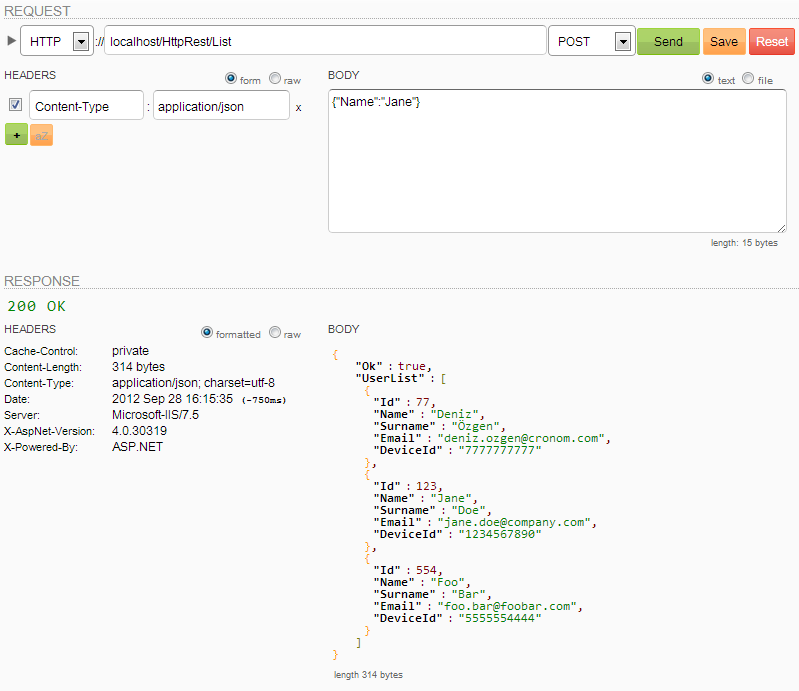 REQUEST
HTTP :// localhost/HttpRest/List POST Send Save Reset
HEADERS form raw
Content-Type : application/json x
+ aZ
BODY text file
{"Name":"Jane"}
length: 15 bytes
RESPONSE
200 OK
HEADERS formatted raw
Cache-Control: private
Content-Length: 314 bytes
Content-Type: application/json; charset=utf-8
Date: 2012 Sep 28 16:15:35 (-750ms)
Server: Microsoft-IIS/7.5
X-AspNet-Version: 4.0.30319
X-Powered-By: ASP.NET
BODY
{
"Ok" : true,
"UserList" : [
{
"Id" : 77,
"Name" : "Deniz",
"Surname" : "Özgen",
"Email" : "deniz.ozgen@cronom.com",
"DeviceId" : "7777777777"
},
{
"Id" : 123,
"Name" : "Jane",
"Surname" : "Doe",
"Email" : "jane.doe@company.com",
"DeviceId" : "1234567890"
},
{
"Id" : 554,
"Name" : "Foo",
"Surname" : "Bar",
"Email" : "foo.bar@foobar.com",
"DeviceId" : "5555554444"
}
]
}
length 314 bytes